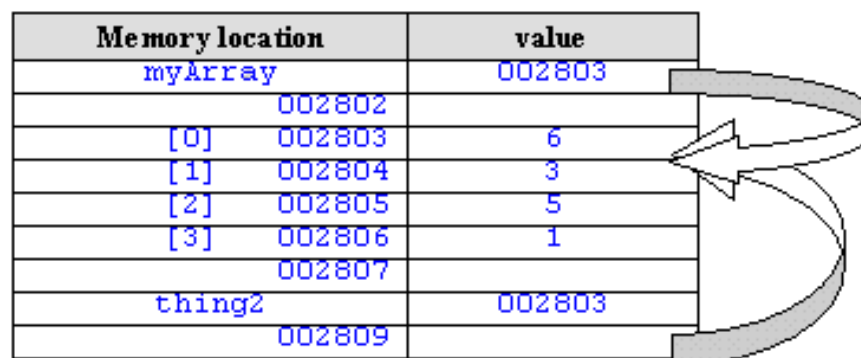 Memory location value
myArray 002803
002802
[0] 002803 6
[1] 002804 3
[2] 002805 5
[3] 002806 1
002807
thing2 002803
002809